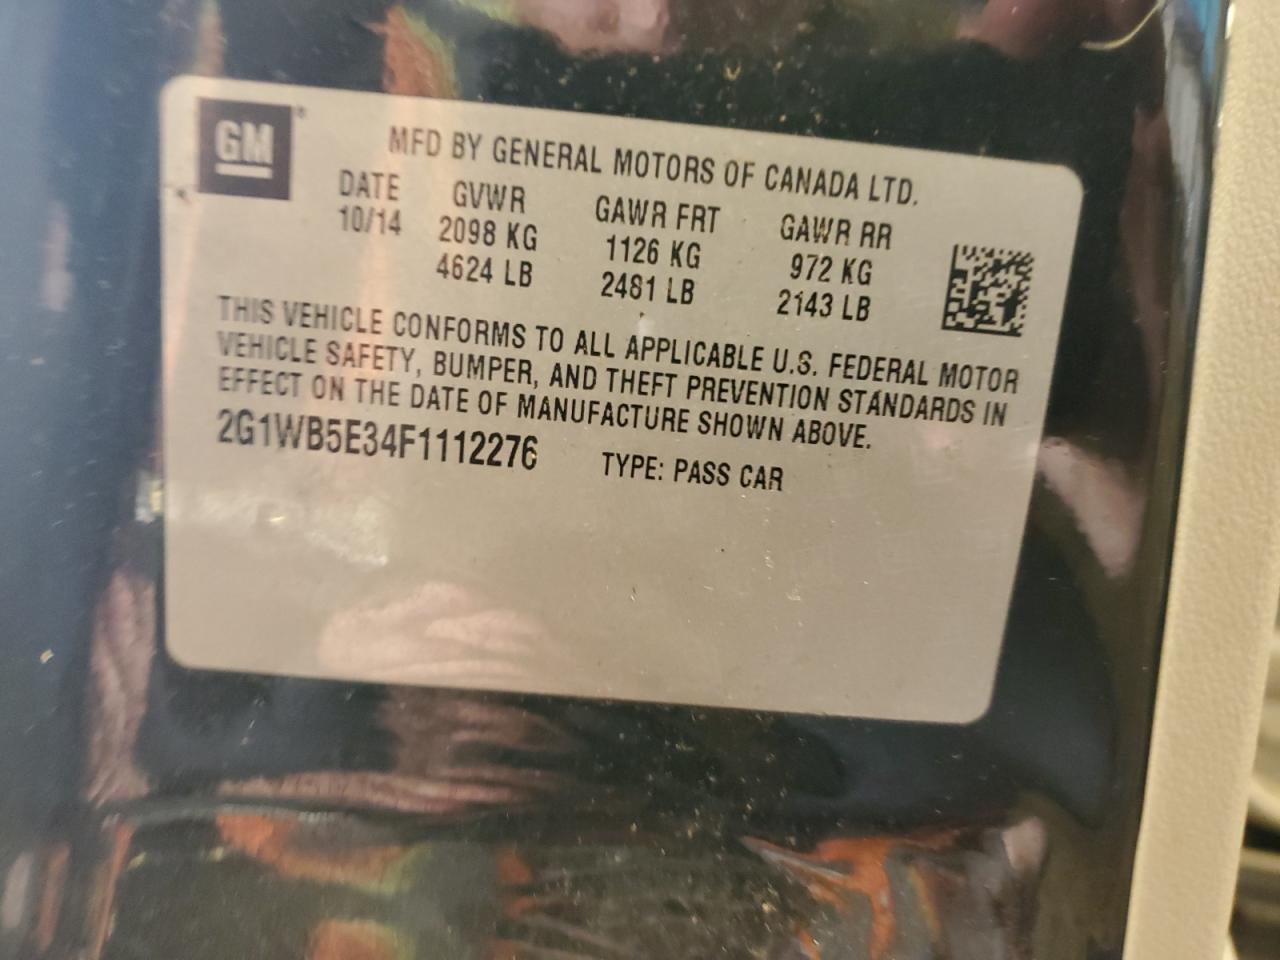 GM
MFD BY GENERAL MOTORS OF CANADA LTD.
DATE GVWR GAWR FRT GAWR RR
10/14 2098 KG 1126 KG 972 KG
4624 LB 2481 LB 2143 LB
THIS VEHICLE CONFORMS TO ALL APPLICABLE U.S. FEDERAL MOTOR
VEHICLE SAFETY, BUMPER, AND THEFT PREVENTION STANDARDS IN
EFFECT ON THE DATE OF MANUFACTURE SHOWN ABOVE.
2G1WB5E34F1112276 TYPE: PASS CAR